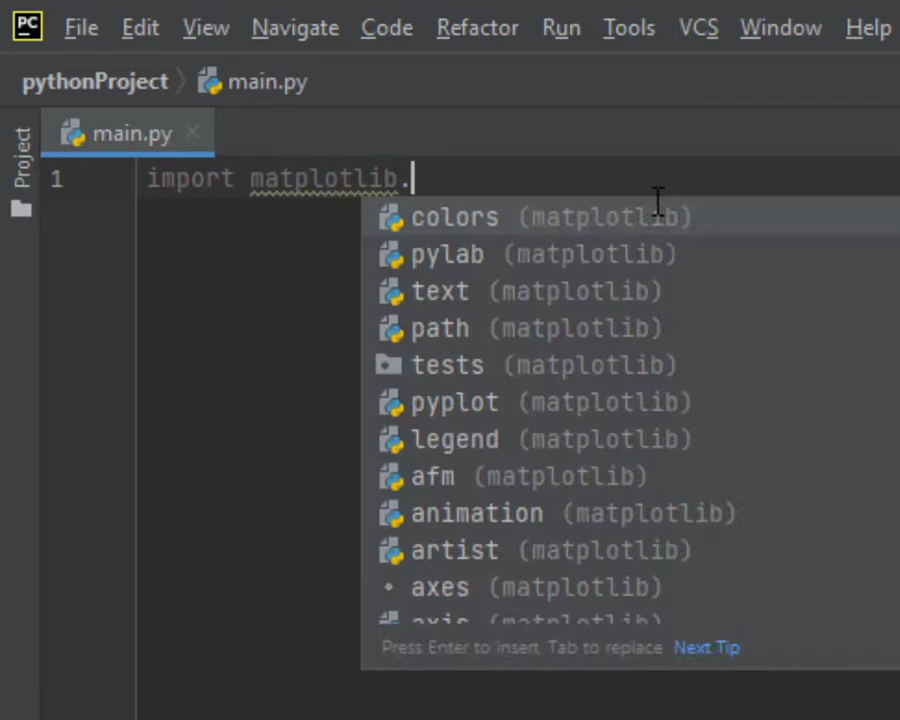 PC File Edit View Navigate Code Refactor Run Tools VCS Window Help
pythonProject main.py
Project
main.py
1 import matplotlib.
colors (matplotlib)
pylab (matplotlib)
text (matplotlib)
path (matplotlib)
tests (matplotlib)
pyplot (matplotlib)
legend (matplotlib)
afm (matplotlib)
animation (matplotlib)
artist (matplotlib)
axes (matplotlib)
axis (matplotlib)
Press Enter to insert Tab to replace Next Tip